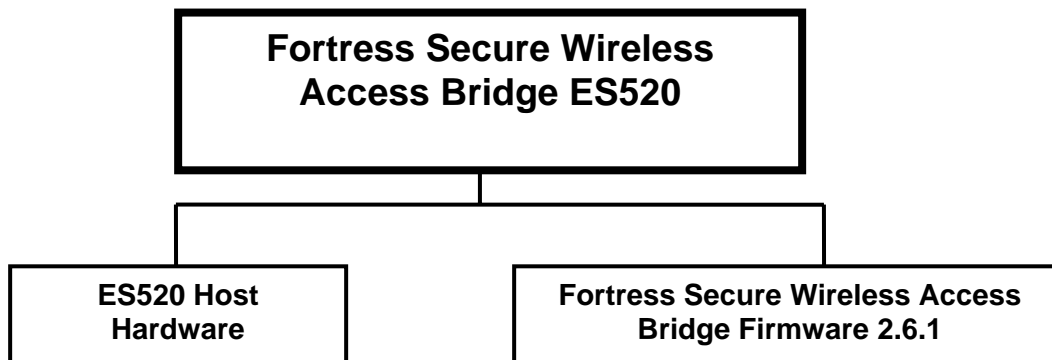 Fortress Secure Wireless
Access Bridge ES520
ES520 Host
Hardware
Fortress Secure Wireless Access
Bridge Firmware 2.6.1